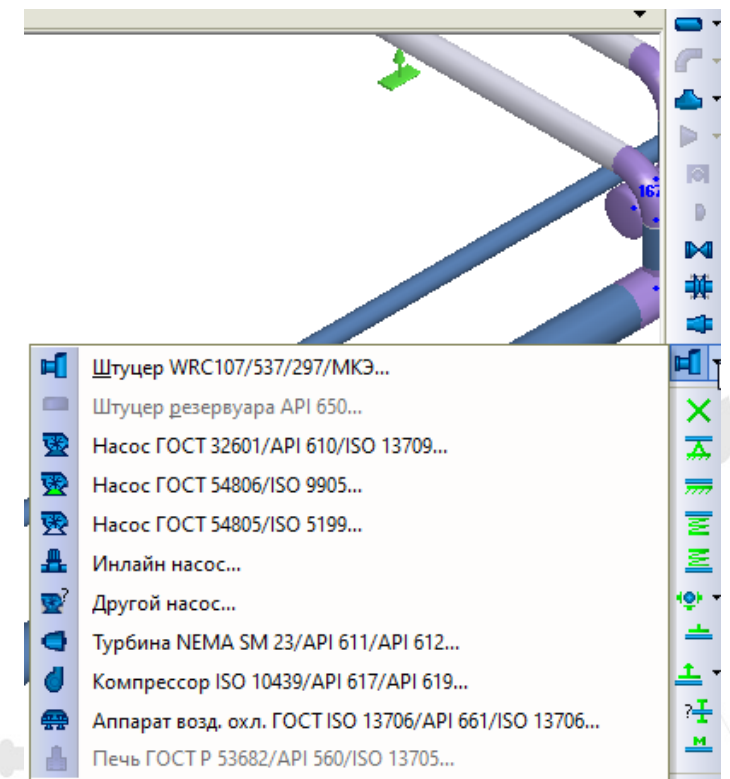 167
Штуцер WRC107/537/297/МКЭ...
Штуцер резервуара API 650...
Насос ГОСТ 32601/API 610/ISO 13709...
Насос ГОСТ 54806/ISO 9905...
Насос ГОСТ 54805/ISO 5199...
Инлайн насос...
?
Другой насос...
Турбина NEMA SM 23/API 611/API 612...
Компрессор ISO 10439/API 617/API 619...
?
Аппарат возд. охл. ГОСТ ISO 13706/API 661/ISO 13706...
M
Печь ГОСТ Р 53682/API 560/ISO 13705...